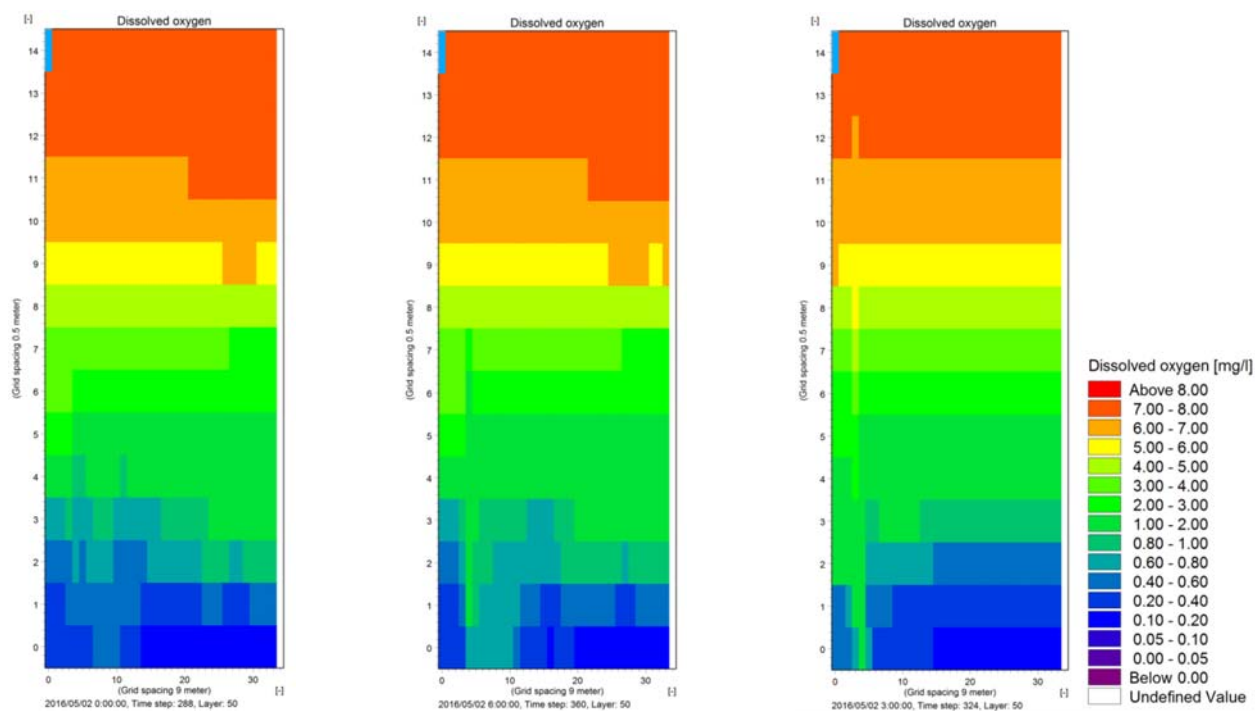 [-]
Dissolved oxygen
14
13
12
11
10
9
8
7
6
5
4
3
2
1
0
(Grid spacing 0.5 meter)
0 10 20 30
(Grid spacing 9 meter) [-]
2016/05/02 0:00:00, Time step: 288, Layer: 50
[-]
Dissolved oxygen
14
13
12
11
10
9
8
7
6
5
4
3
2
1
0
(Grid spacing 0.5 meter)
0 10 20 30
(Grid spacing 9 meter) [-]
2016/05/02 6:00:00, Time step: 360, Layer: 50
[-]
Dissolved oxygen
14
13
12
11
10
9
8
7
6
5
4
3
2
1
0
(Grid spacing 0.5 meter)
0 10 20 30
(Grid spacing 9 meter) [-]
2016/05/02 3:00:00, Time step: 324, Layer: 50
Dissolved oxygen [mg/l]
Above 8.00
7.00 - 8.00
6.00 - 7.00
5.00 - 6.00
4.00 - 5.00
3.00 - 4.00
2.00 - 3.00
1.00 - 2.00
0.80 - 1.00
0.60 - 0.80
0.40 - 0.60
0.20 - 0.40
0.10 - 0.20
0.05 - 0.10
0.00 - 0.05
Below 0.00
Undefined Value